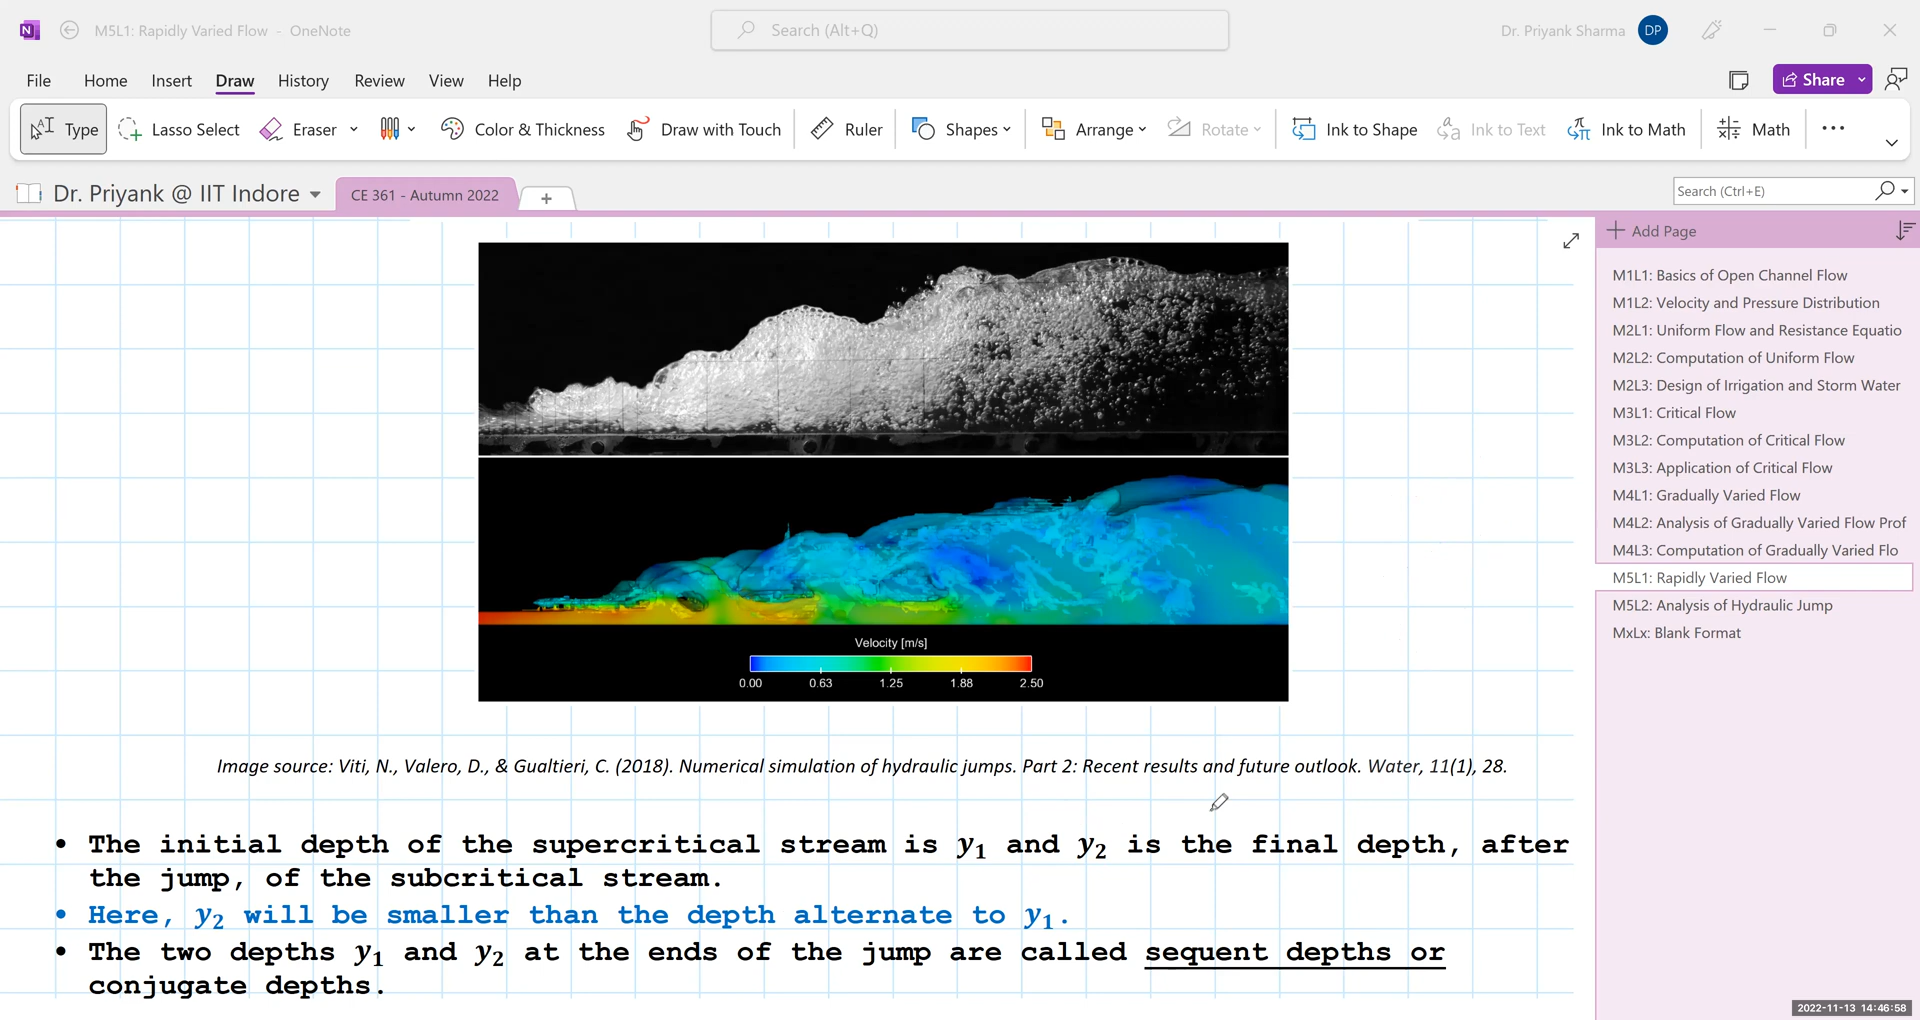 M5L1: Rapidly Varied Flow - OneNote
Search (Alt+Q)
Dr. Priyank Sharma DP
File Home Insert Draw History Review View Help
Share
Type Lasso Select Eraser Color & Thickness Draw with Touch Ruler Shapes Arrange Rotate Ink to Shape Ink to Text Ink to Math Math
Dr. Priyank @ IIT Indore CE 361 - Autumn 2022
Search (Ctrl+E)
Add Page
M1L1: Basics of Open Channel Flow
M1L2: Velocity and Pressure Distribution
M2L1: Uniform Flow and Resistance Equatio
M2L2: Computation of Uniform Flow
M2L3: Design of Irrigation and Storm Water
M3L1: Critical Flow
M3L2: Computation of Critical Flow
M3L3: Application of Critical Flow
M4L1: Gradually Varied Flow
M4L2: Analysis of Gradually Varied Flow Prof
M4L3: Computation of Gradually Varied Flo
M5L1: Rapidly Varied Flow
M5L2: Analysis of Hydraulic Jump
MxLx: Blank Format
Velocity [m/s]
0.00 0.63 1.25 1.88 2.50
Image source: Viti, N., Valero, D., & Gualtieri, C. (2018). Numerical simulation of hydraulic jumps. Part 2: Recent results and future outlook. Water, 11(1), 28.
• The initial depth of the supercritical stream is y₁ and y₂ is the final depth, after
the jump, of the subcritical stream.
• Here, y₂ will be smaller than the depth alternate to y₁.
• The two depths y₁ and y₂ at the ends of the jump are called sequent depths or
conjugate depths.
2022-11-13 14:46:58